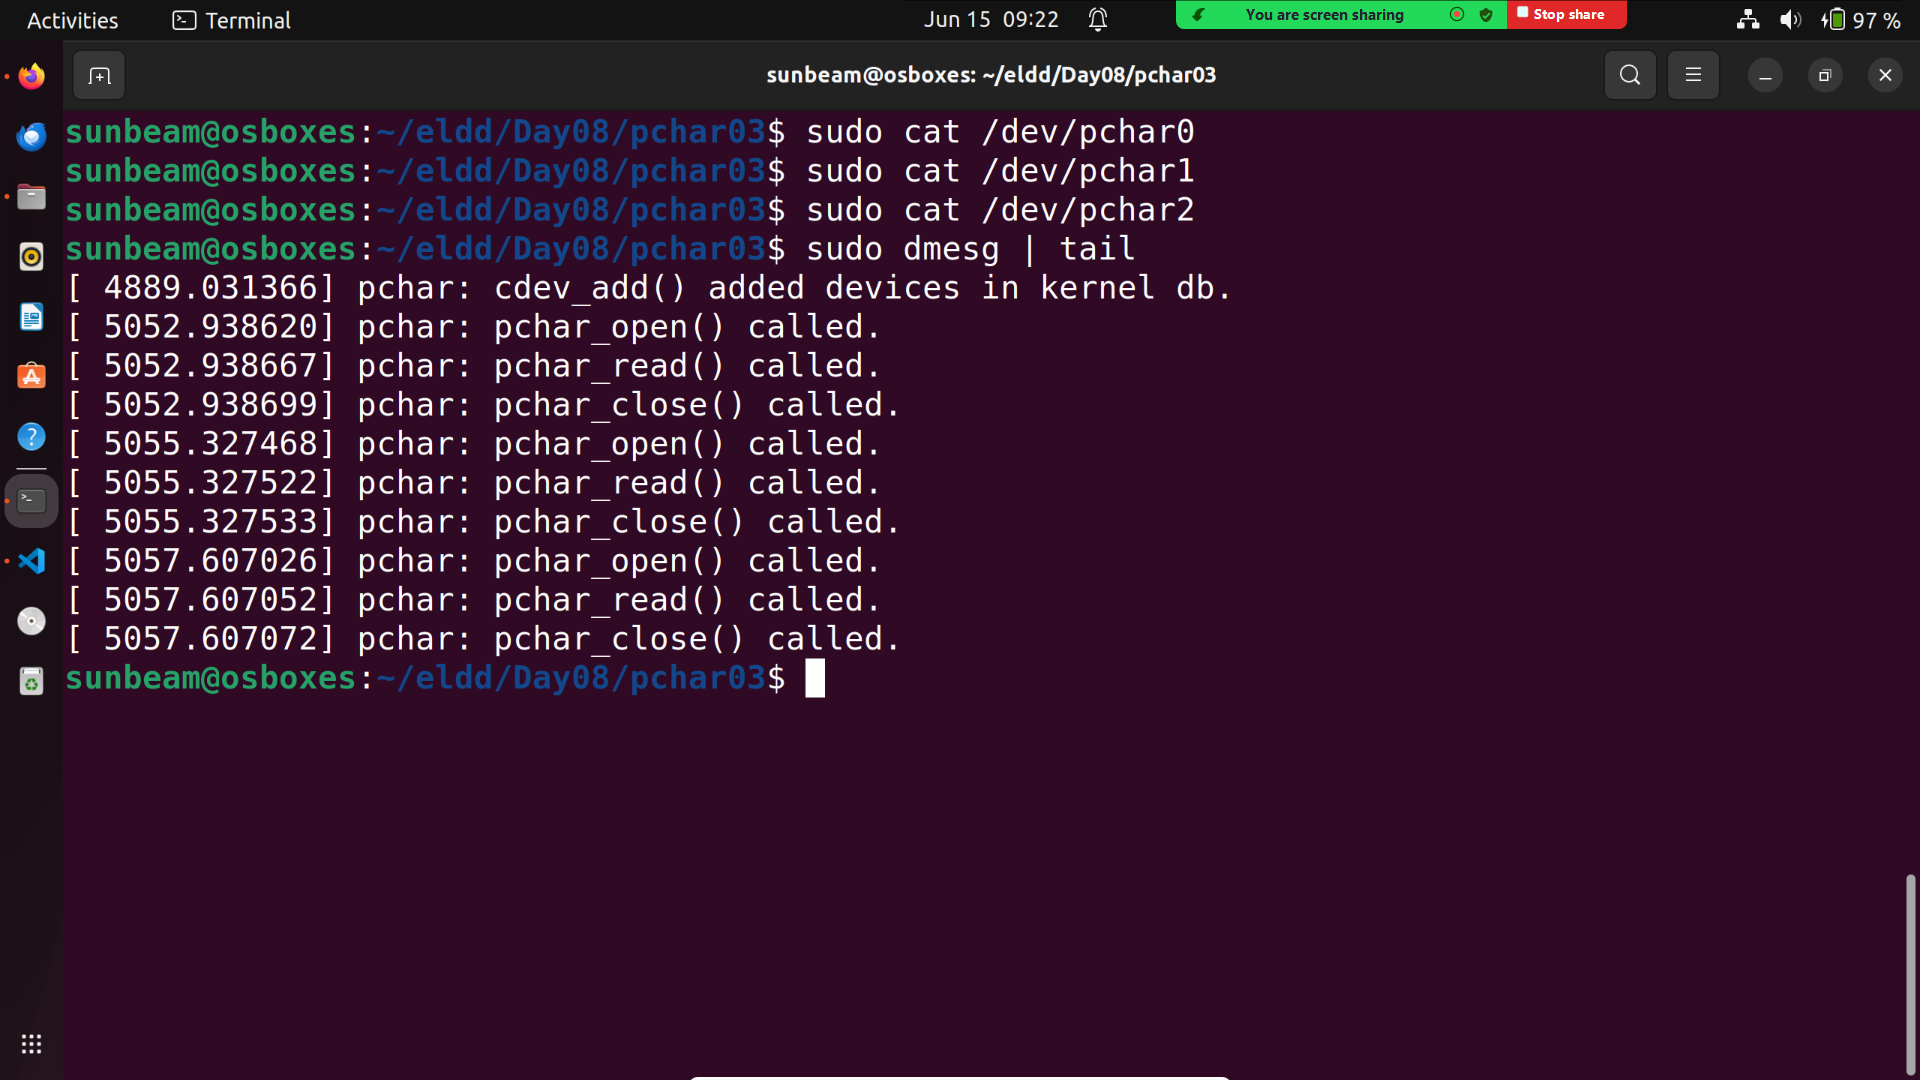 Activities Terminal Jun 15 09:22 You are screen sharing Stop share 97 %
sunbeam@osboxes: ~/eldd/Day08/pchar03
sunbeam@osboxes:~/eldd/Day08/pchar03$ sudo cat /dev/pchar0
sunbeam@osboxes:~/eldd/Day08/pchar03$ sudo cat /dev/pchar1
sunbeam@osboxes:~/eldd/Day08/pchar03$ sudo cat /dev/pchar2
sunbeam@osboxes:~/eldd/Day08/pchar03$ sudo dmesg | tail
[ 4889.031366] pchar: cdev_add() added devices in kernel db.
[ 5052.938620] pchar: pchar_open() called.
[ 5052.938667] pchar: pchar_read() called.
[ 5052.938699] pchar: pchar_close() called.
[ 5055.327468] pchar: pchar_open() called.
[ 5055.327522] pchar: pchar_read() called.
[ 5055.327533] pchar: pchar_close() called.
[ 5057.607026] pchar: pchar_open() called.
[ 5057.607052] pchar: pchar_read() called.
[ 5057.607072] pchar: pchar_close() called.
sunbeam@osboxes:~/eldd/Day08/pchar03$